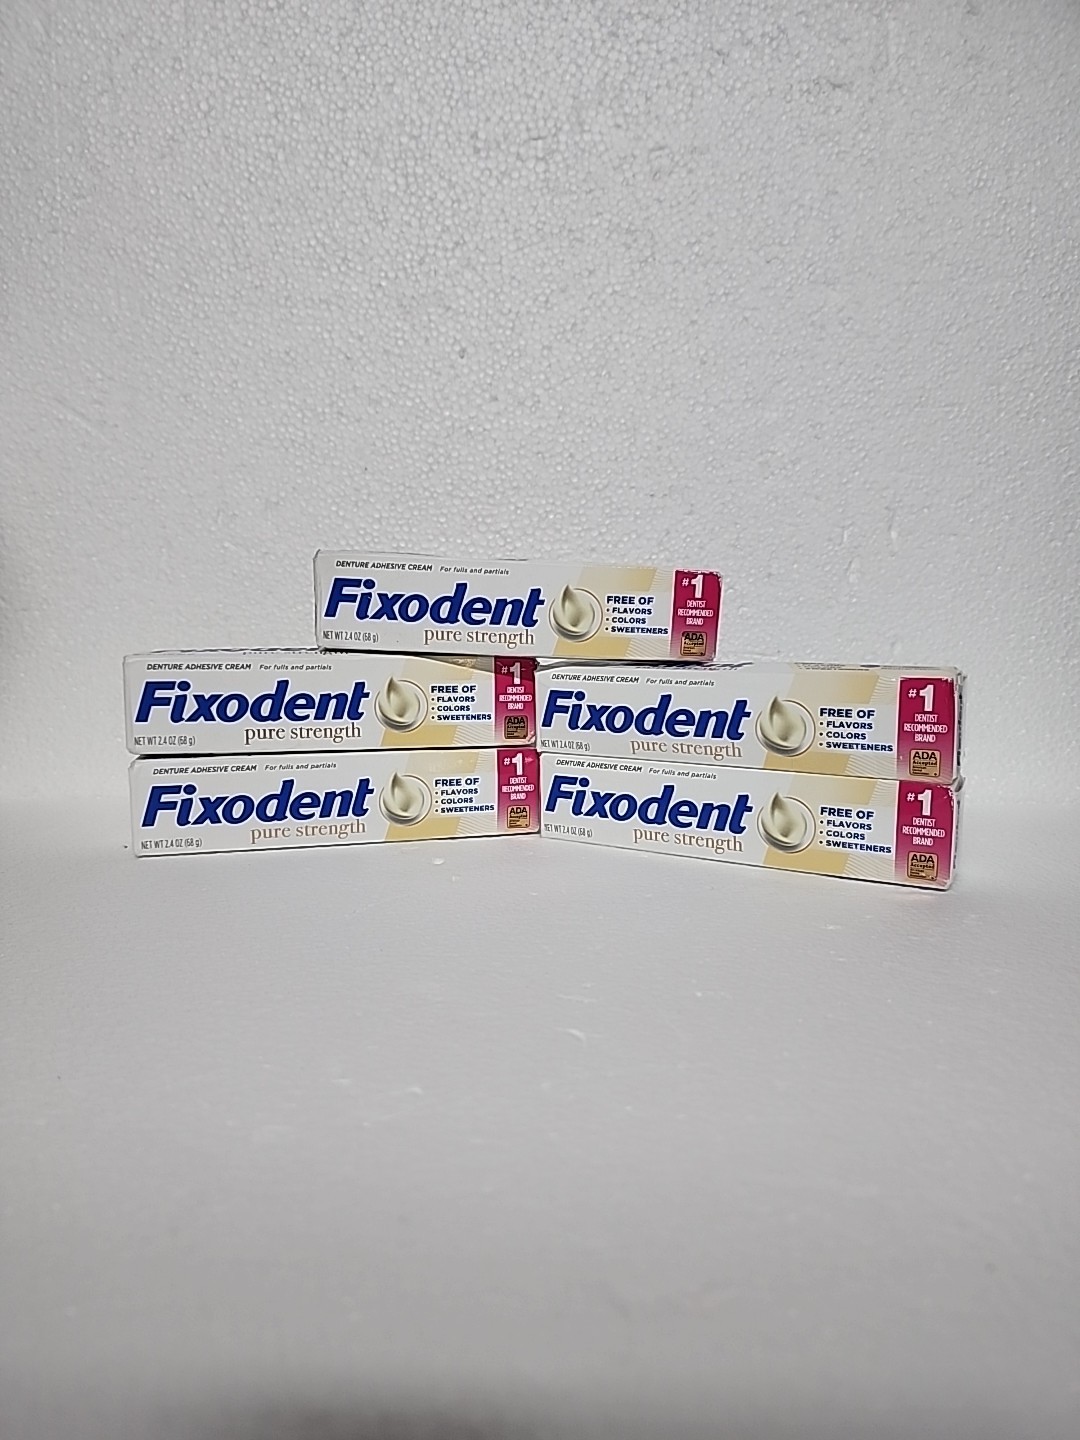 DENTURE ADHESIVE CREAM For fulls and partials
Fixodent
pure strength
NET WT 2.4 OZ (68 g)
FREE OF
• FLAVORS
• COLORS
• SWEETENERS
#1
DENTIST
RECOMMENDED
BRAND
ADA
Accepted
DENTURE ADHESIVE CREAM For fulls and partials
Fixodent
pure strength
NET WT 2.4 OZ (68 g)
FREE OF
• FLAVORS
• COLORS
• SWEETENERS
#1
DENTIST
RECOMMENDED
BRAND
ADA
Accepted
DENTURE ADHESIVE CREAM For fulls and partials
Fixodent
pure strength
NET WT 2.4 OZ (68 g)
FREE OF
• FLAVORS
• COLORS
• SWEETENERS
#1
DENTIST
RECOMMENDED
BRAND
ADA
Accepted
DENTURE ADHESIVE CREAM For fulls and partials
Fixodent
pure strength
NET WT 2.4 OZ (68 g)
FREE OF
• FLAVORS
• COLORS
• SWEETENERS
#1
DENTIST
RECOMMENDED
BRAND
ADA
Accepted
DENTURE ADHESIVE CREAM For fulls and partials
Fixodent
pure strength
NET WT 2.4 OZ (68 g)
FREE OF
• FLAVORS
• COLORS
• SWEETENERS
#1
DENTIST
RECOMMENDED
BRAND
ADA
Accepted